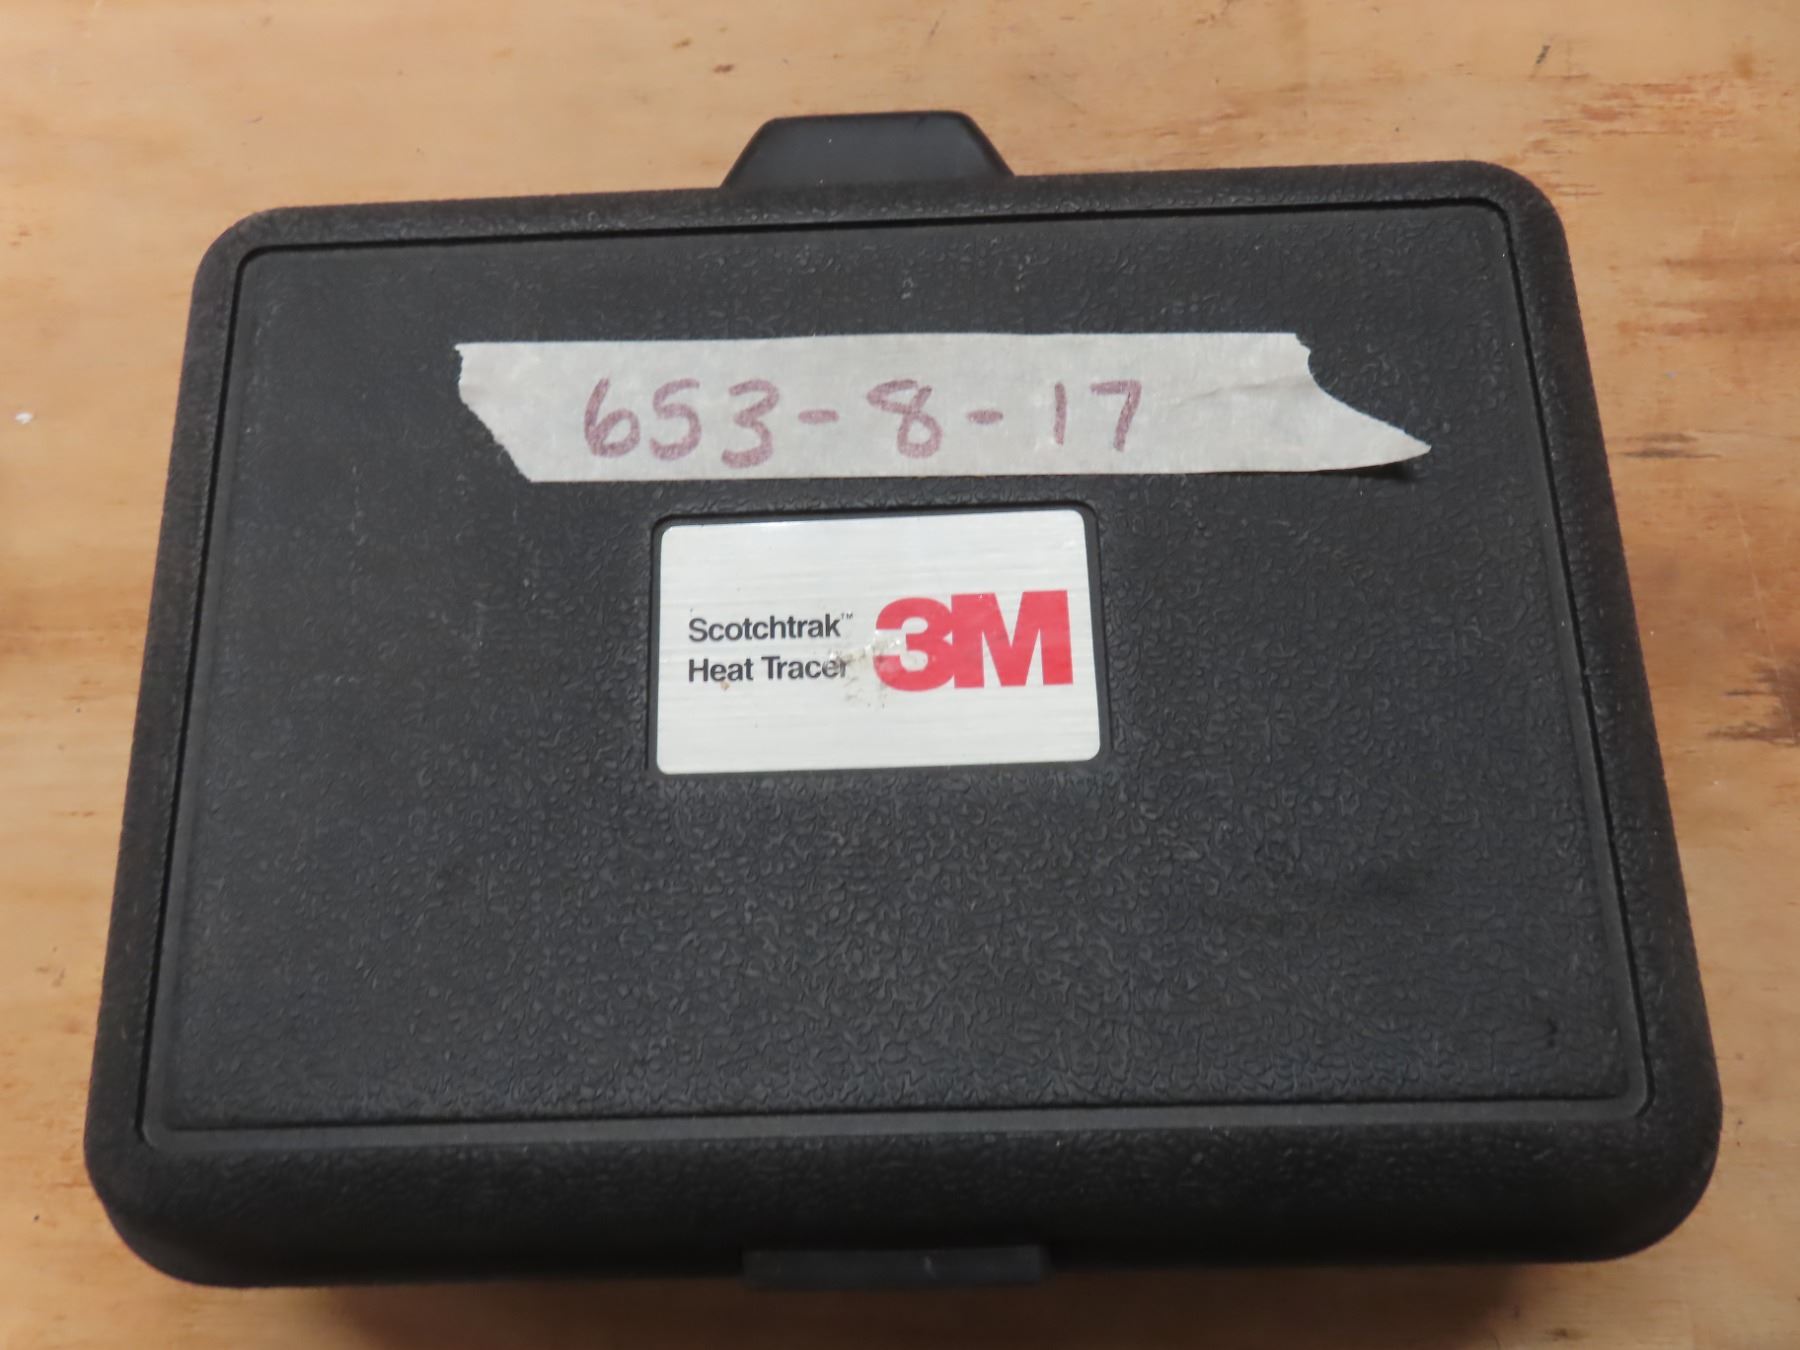 653-8-17
Scotchtrak™
Heat Tracer
3M